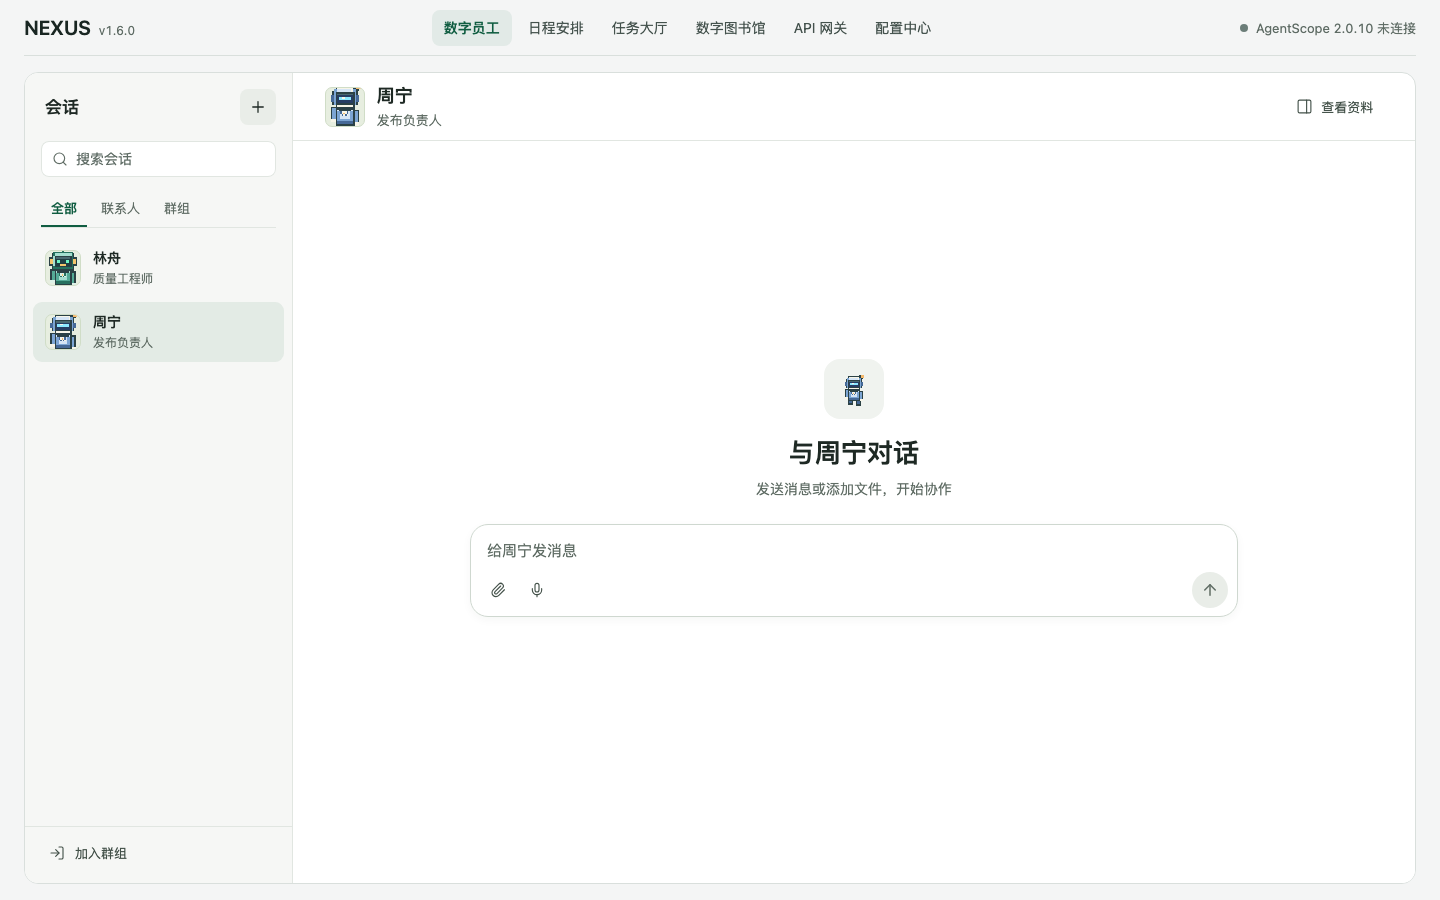 NEXUS v1.6.0
数字员工 日程安排 任务大厅 数字图书馆 API 网关 配置中心
AgentScope 2.0.10 未连接
会话
搜索会话
全部 联系人 群组
林舟
质量工程师
周宁
发布负责人
加入群组
周宁
发布负责人
查看资料
与周宁对话
发送消息或添加文件，开始协作
给周宁发消息